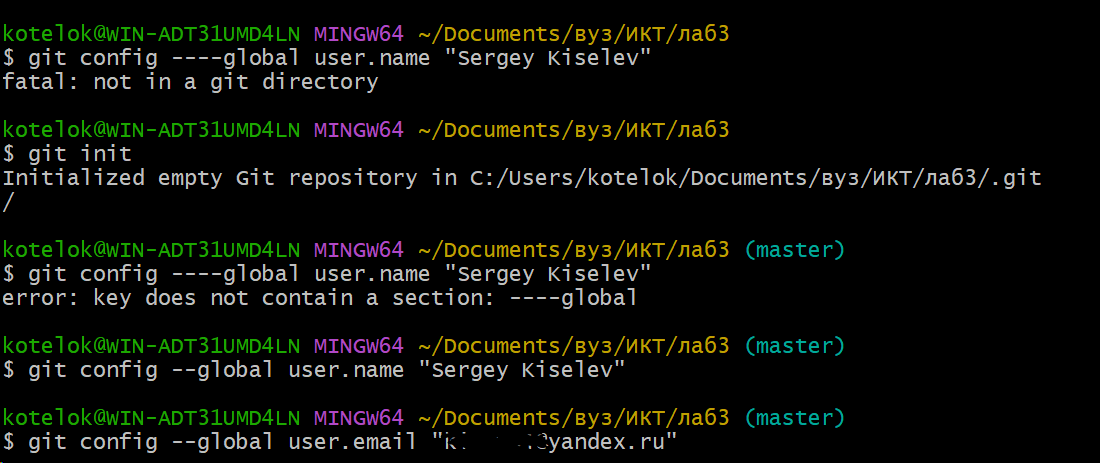 kotelok@WIN-ADT31UMD4LN MINGW64 ~/Documents/вуз/ИКТ/лаб3
$ git config ----global user.name "Sergey Kiselev"
fatal: not in a git directory
kotelok@WIN-ADT31UMD4LN MINGW64 ~/Documents/вуз/ИКТ/лаб3
$ git init
Initialized empty Git repository in C:/Users/kotelok/Documents/вуз/ИКТ/лаб3/.git
/
kotelok@WIN-ADT31UMD4LN MINGW64 ~/Documents/вуз/ИКТ/лаб3 (master)
$ git config ----global user.name "Sergey Kiselev"
error: key does not contain a section: ----global
kotelok@WIN-ADT31UMD4LN MINGW64 ~/Documents/вуз/ИКТ/лаб3 (master)
$ git config --global user.name "Sergey Kiselev"
kotelok@WIN-ADT31UMD4LN MINGW64 ~/Documents/вуз/ИКТ/лаб3 (master)
$ git config --global user.email @yandex.ru"